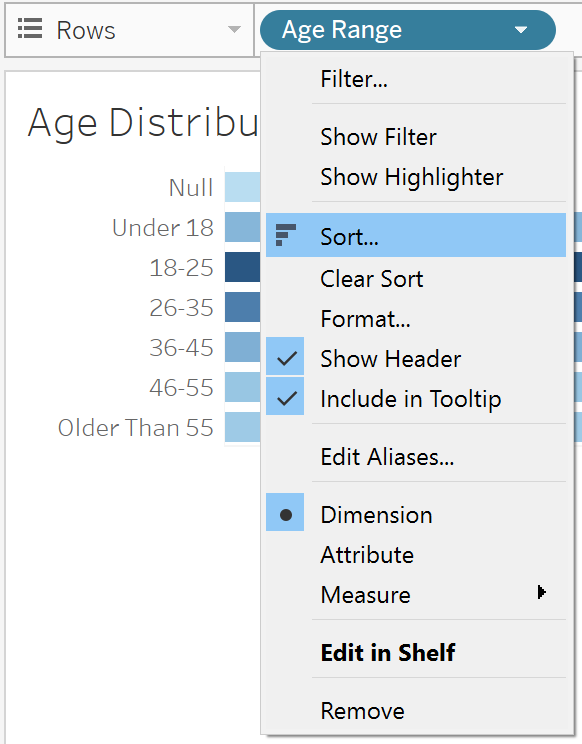 Rows
Age Range
Filter...
Age Distribu
Show Filter
Show Highlighter
Null
Under 18
18-25
26-35
36-45
46-55
Older Than 55
Sort...
Clear Sort
Format...
Show Header
Include in Tooltip
Edit Aliases...
Dimension
Attribute
Measure
Edit in Shelf
Remove